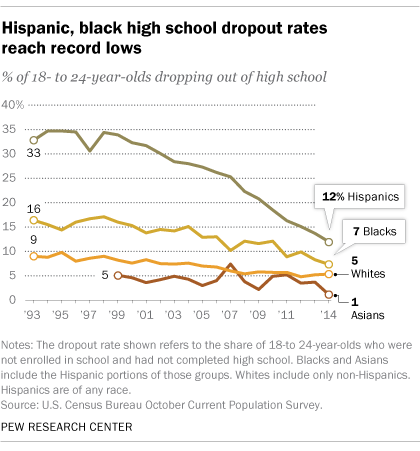 Hispanic, black high school dropout rates
reach record lows
% of 18- to 24-year-olds dropping out of high school
40%
35
33
30
25
20
12% Hispanics
16
15
7 Blacks
10
9
5
Whites
5
5
0
1
Asians
'93 '95 '97 '99 '01 '03 '05 '07 '09 '11 '14
Notes: The dropout rate shown refers to the share of 18-to 24-year-olds who were
not enrolled in school and had not completed high school. Blacks and Asians
include the Hispanic portions of those groups. Whites include only non-Hispanics.
Hispanics are of any race.
Source: U.S. Census Bureau October Current Population Survey.
PEW RESEARCH CENTER